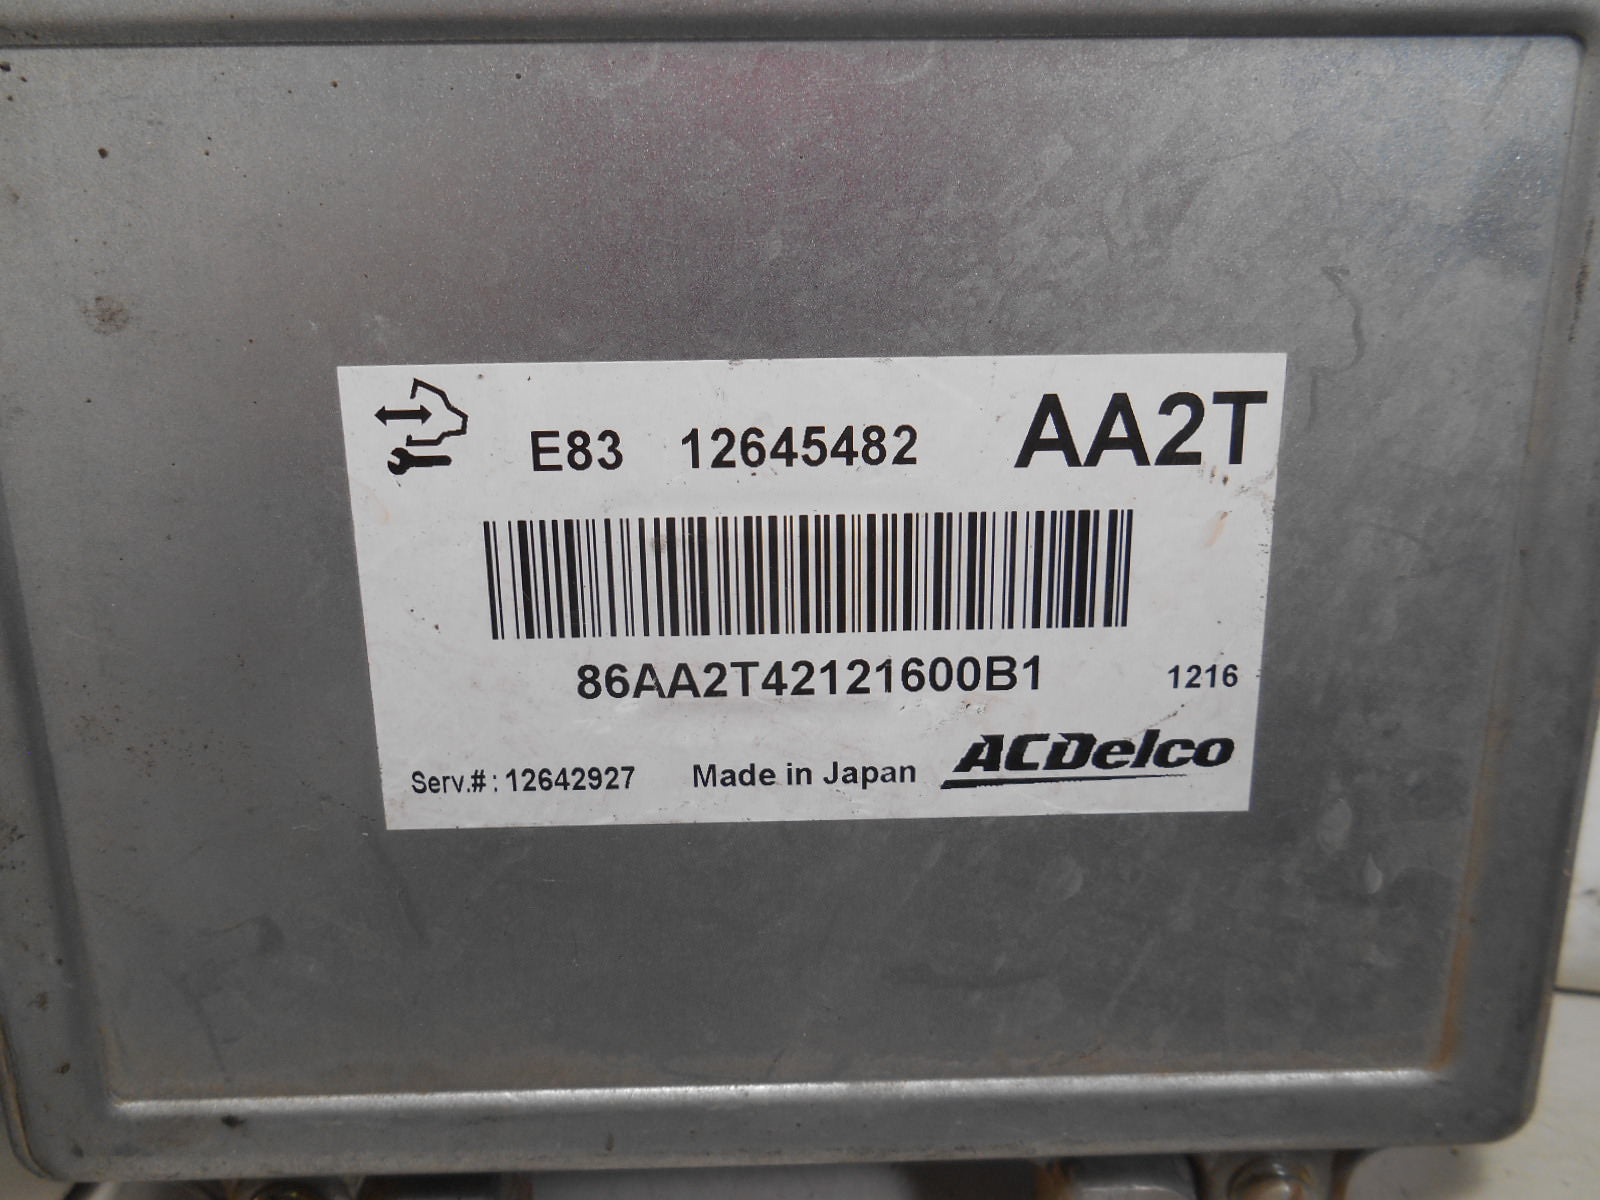 E83 12645482 AA2T
86AA2T42121600B1 1216
Serv.#: 12642927 Made in Japan ACDelco